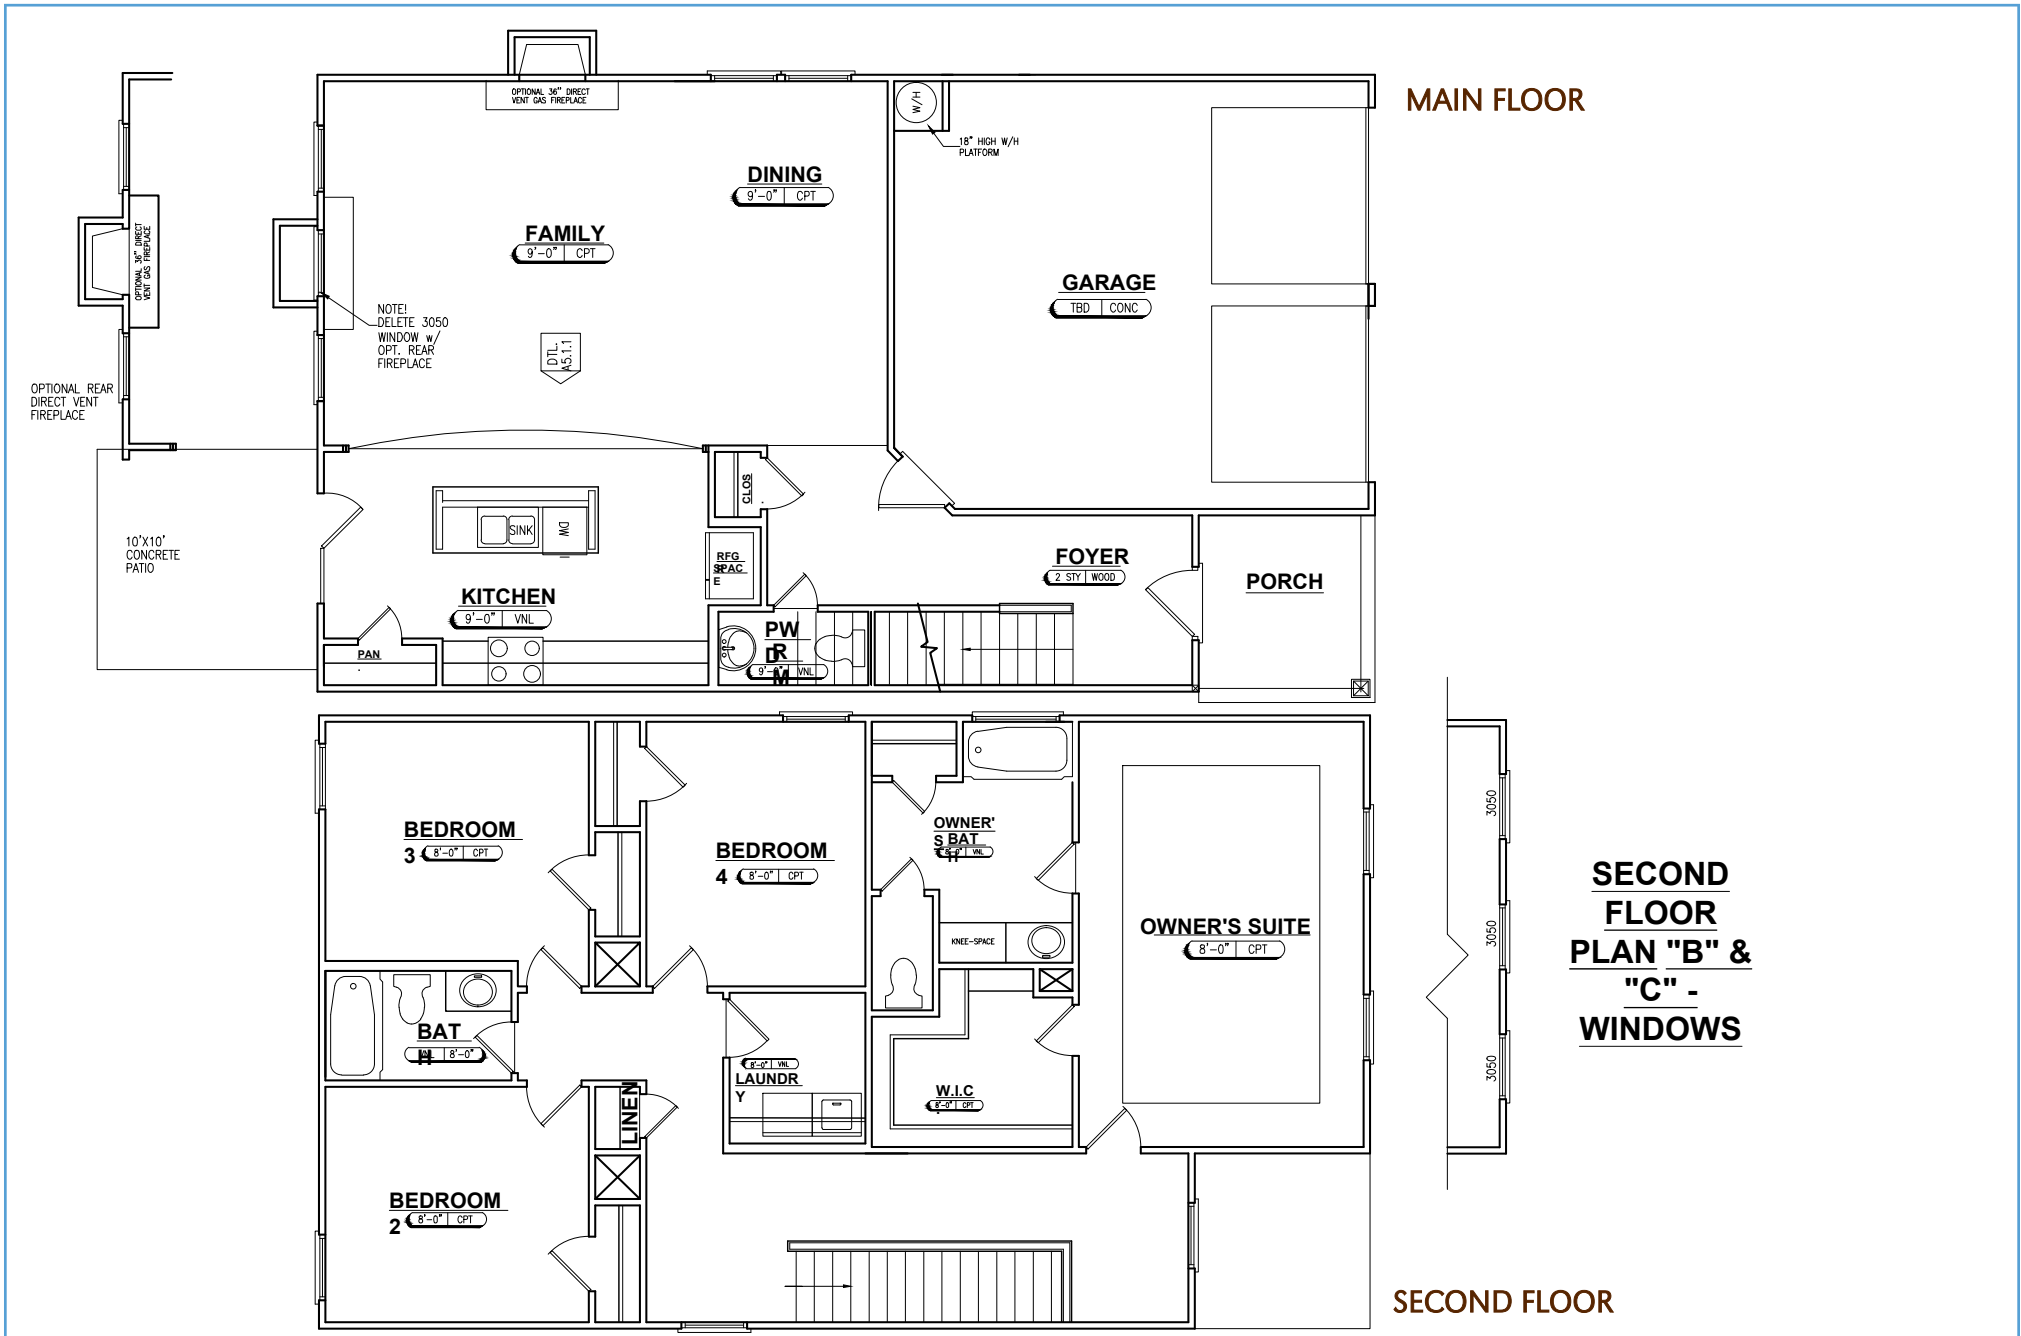 MAIN FLOOR
OPTIONAL 36" DIRECT
VENT GAS FIREPLACE
W/H
18" HIGH W/H
PLATFORM
DINING
9'-0" CPT
FAMILY
9'-0" CPT
OPTIONAL 36" DIRECT
VENT GAS FIREPLACE
GARAGE
TBD CONC
NOTE!
DELETE 3050
WINDOW w/
OPT. REAR
FIREPLACE
DTL.
A5.1.1
OPTIONAL REAR
DIRECT VENT
FIREPLACE
CLOS
.
SINK
DW
10'X10'
CONCRETE
PATIO
RFG
SPAC
E
FOYER
2 STY WOOD
PORCH
KITCHEN
9'-0" VNL
PAN
.
PW
D
R
M
9'-0" VNL
BEDROOM
3 8'-0" CPT
BEDROOM
4 8'-0" CPT
OWNER'
S BAT
H
8'-0" VNL
KNEE-SPACE
OWNER'S SUITE
8'-0" CPT
3050
3050
3050
SECOND
FLOOR
PLAN "B" &
"C" -
WINDOWS
BAT
H
VNL 8'-0"
8'-0" VNL
LAUNDR
Y
W.I.C
.
8'-0" CPT
LINEN
BEDROOM
2 8'-0" CPT
SECOND FLOOR